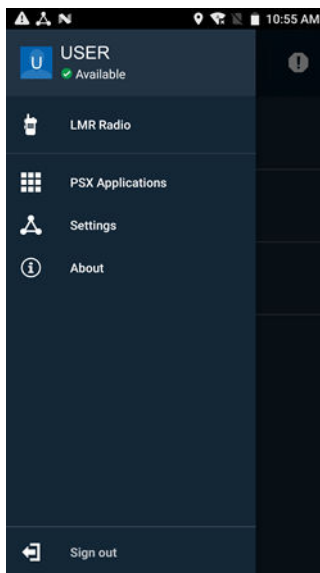 10:55 AM
U
USER
Available
LMR Radio
PSX Applications
Settings
About
Sign out